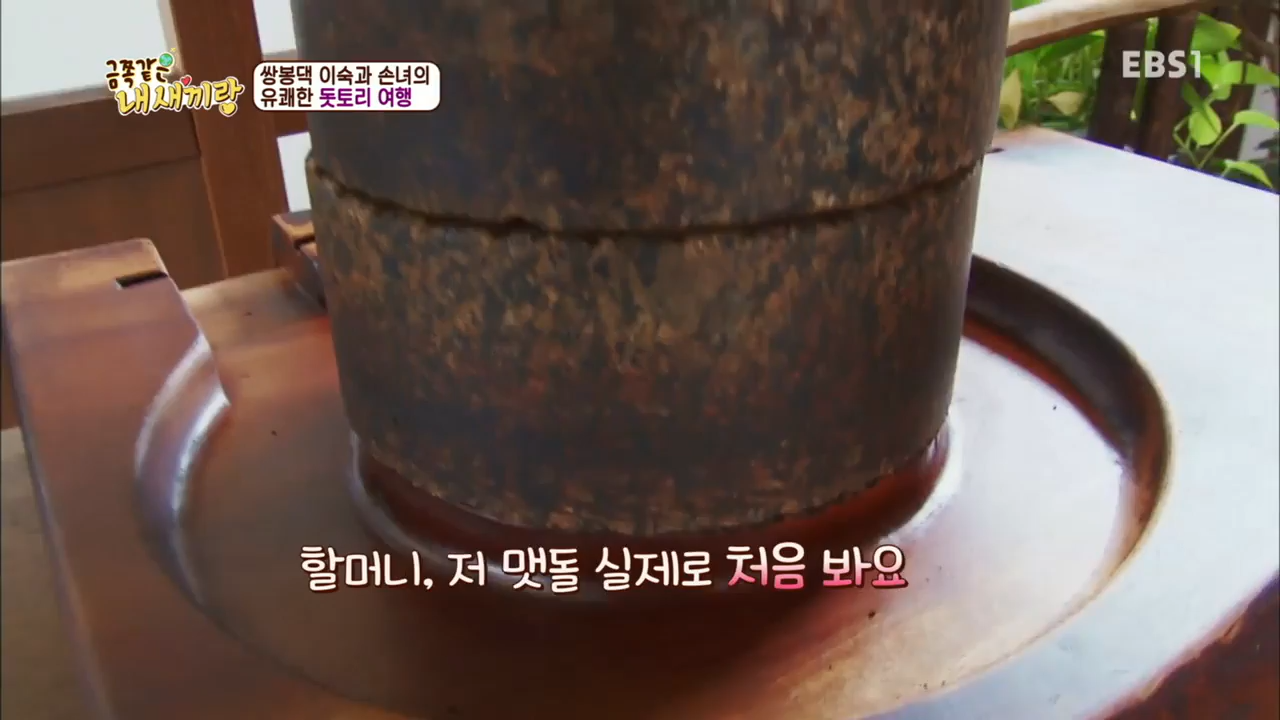 금쪽같은
내새끼랑
쌍봉댁 이숙과 손녀의
유쾌한 돗토리 여행
EBS1
할머니, 저 맷돌 실제로 처음 봐요